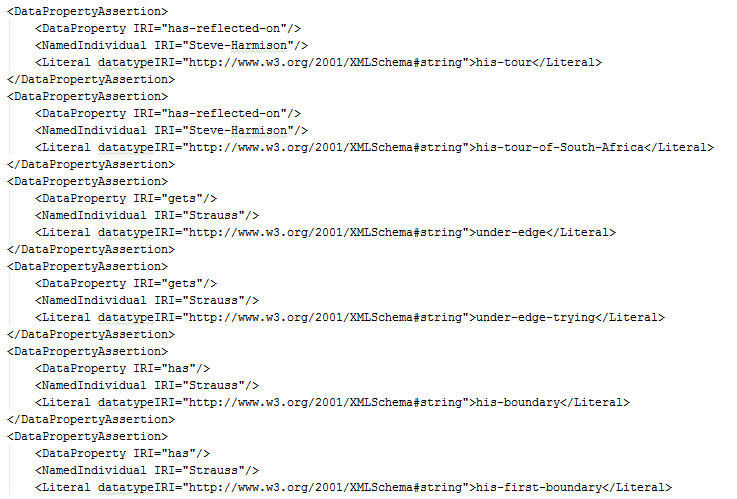 <DataPropertyAssertion>
<DataProperty IRI="has-reflected-on"/>
<NamedIndividual IRI="Steve-Harmison"/>
<Literal datatypeIRI="http://www.w3.org/2001/XMLSchema#string">his-tour</Literal>
</DataPropertyAssertion>
<DataPropertyAssertion>
<DataProperty IRI="has-reflected-on"/>
<NamedIndividual IRI="Steve-Harmison"/>
<Literal datatypeIRI="http://www.w3.org/2001/XMLSchema#string">his-tour-of-South-Africa</Literal>
</DataPropertyAssertion>
<DataPropertyAssertion>
<DataProperty IRI="gets"/>
<NamedIndividual IRI="Strauss"/>
<Literal datatypeIRI="http://www.w3.org/2001/XMLSchema#string">under-edge</Literal>
</DataPropertyAssertion>
<DataPropertyAssertion>
<DataProperty IRI="gets"/>
<NamedIndividual IRI="Strauss"/>
<Literal datatypeIRI="http://www.w3.org/2001/XMLSchema#string">under-edge-trying</Literal>
</DataPropertyAssertion>
<DataPropertyAssertion>
<DataProperty IRI="has"/>
<NamedIndividual IRI="Strauss"/>
<Literal datatypeIRI="http://www.w3.org/2001/XMLSchema#string">his-boundary</Literal>
</DataPropertyAssertion>
<DataPropertyAssertion>
<DataProperty IRI="has"/>
<NamedIndividual IRI="Strauss"/>
<Literal datatypeIRI="http://www.w3.org/2001/XMLSchema#string">his-first-boundary</Literal>